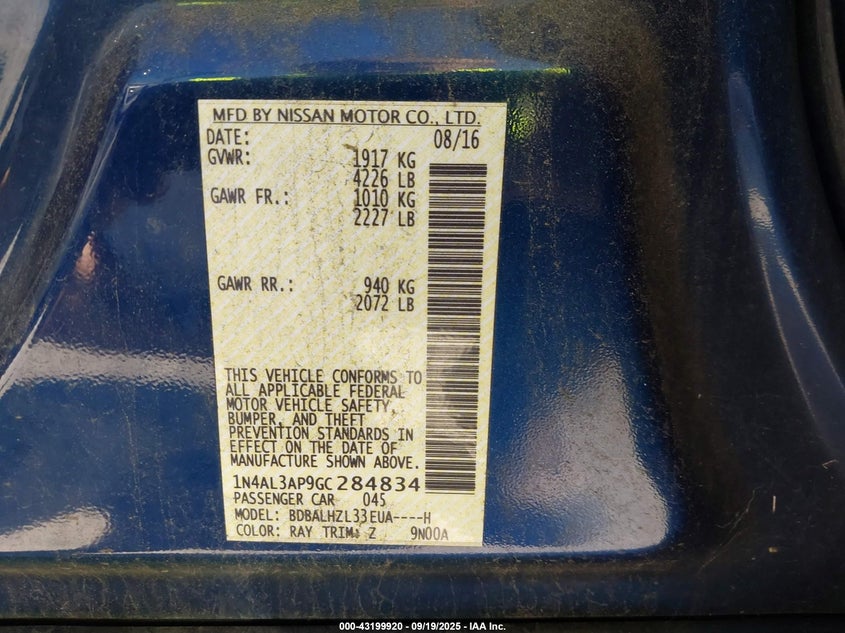 MFD BY NISSAN MOTOR CO., LTD.
DATE: 08/16
GVWR: 1917 KG
4226 LB
GAWR FR.: 1010 KG
2227 LB
GAWR RR.: 940 KG
2072 LB
THIS VEHICLE CONFORMS TO
ALL APPLICABLE FEDERAL
MOTOR VEHICLE SAFETY,
BUMPER, AND THEFT
PREVENTION STANDARDS IN
EFFECT ON THE DATE OF
MANUFACTURE SHOWN ABOVE.
1N4AL3AP9GC284834
PASSENGER CAR 045
MODEL: BDBALHZL33EUA----H
COLOR: RAY TRIM: Z 9N00A
000-43199920 - 09/19/2025 - IAA Inc.